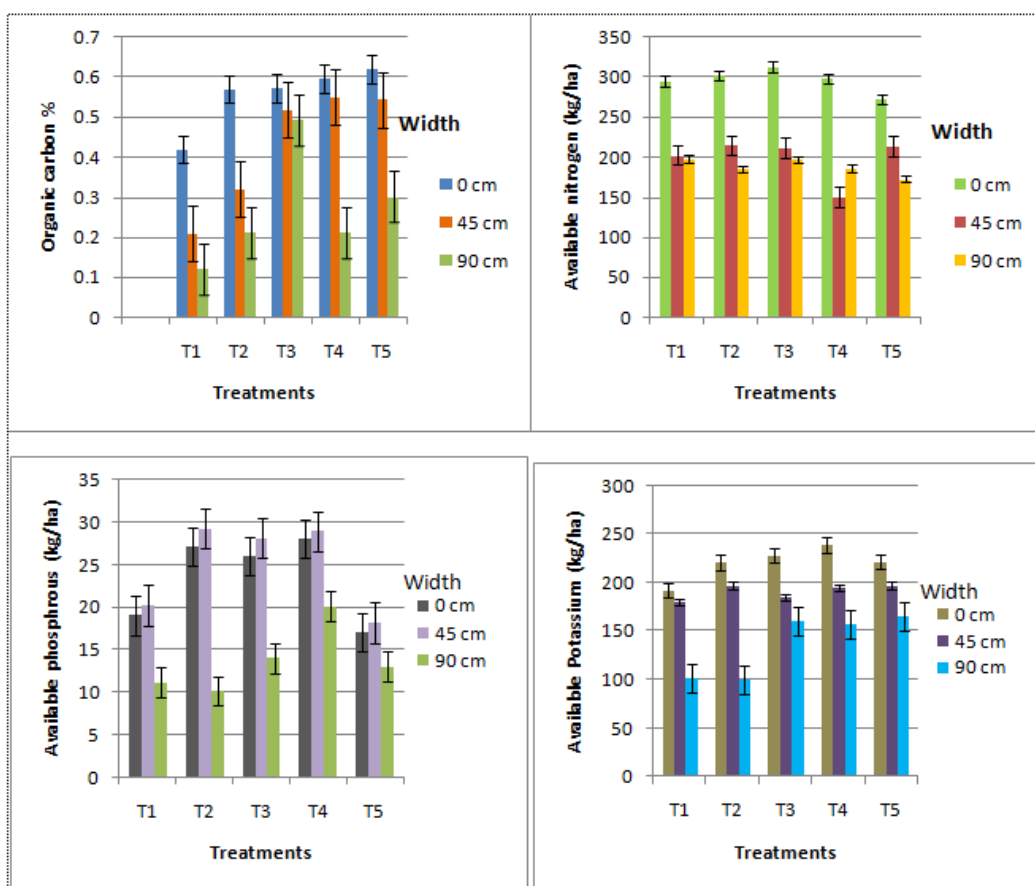 0.7
0.6
0.5
0.4
0.3
0.2
0.1
0
Organic carbon %
T1 T2 T3 T4 T5
Treatments
Width
0 cm
45 cm
90 cm
350
300
250
200
150
100
50
0
Available nitrogen (kg/ha)
T1 T2 T3 T4 T5
Treatments
Width
0 cm
45 cm
90 cm
35
30
25
20
15
10
5
0
Available phosphrous (kg/ha)
T1 T2 T3 T4 T5
Treatments
Width
0 cm
45 cm
90 cm
300
250
200
150
100
50
0
Available Potassium (kg/ha)
T1 T2 T3 T4 T5
Treatments
Width
0 cm
45 cm
90 cm